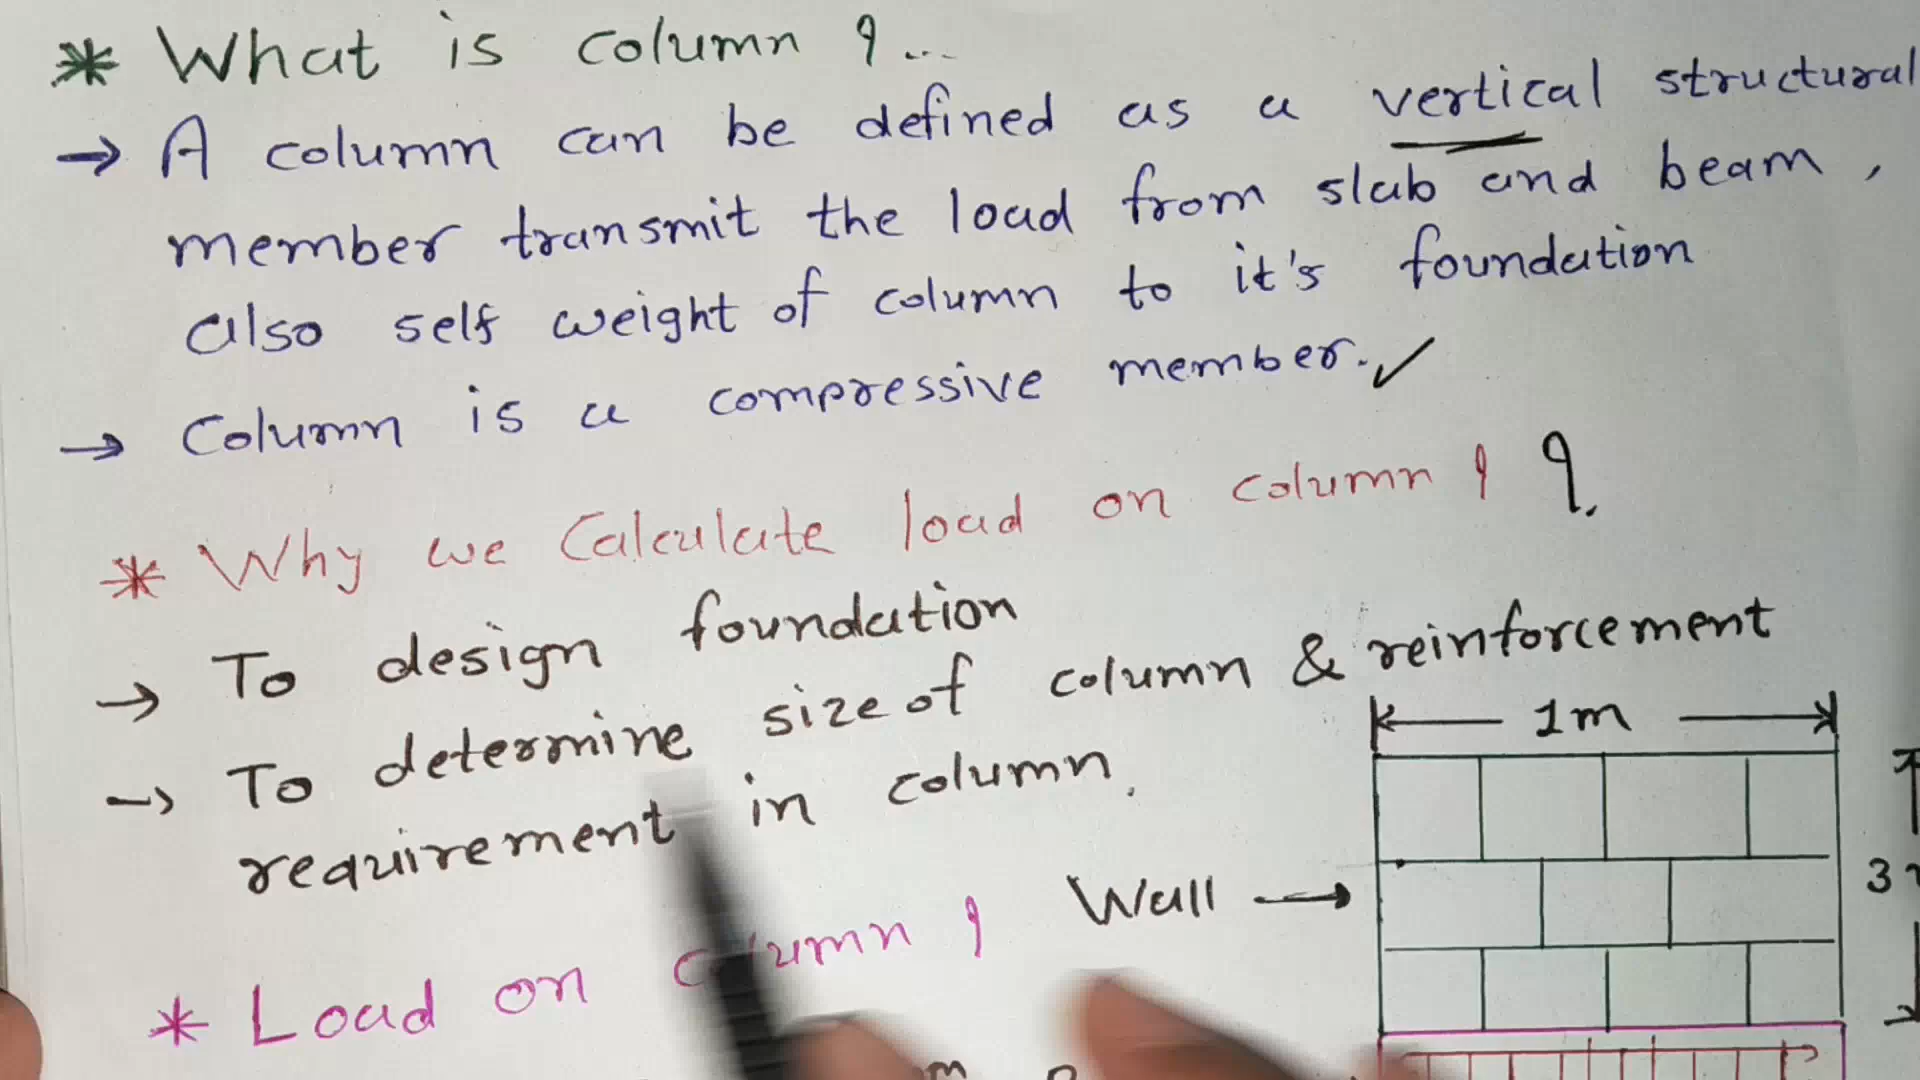 * What is column ?...
→ A column can be defined as a vertical structural
member transmit the load from slab and beam,
also self weight of column to it's foundation
→ Column is a compressive member. ✓
* Why we Calculate load on column ? ?
→ To design foundation
→ To determine size of column & reinforcement
requirement in column.
1m
3
Wall →
* Load on column ?